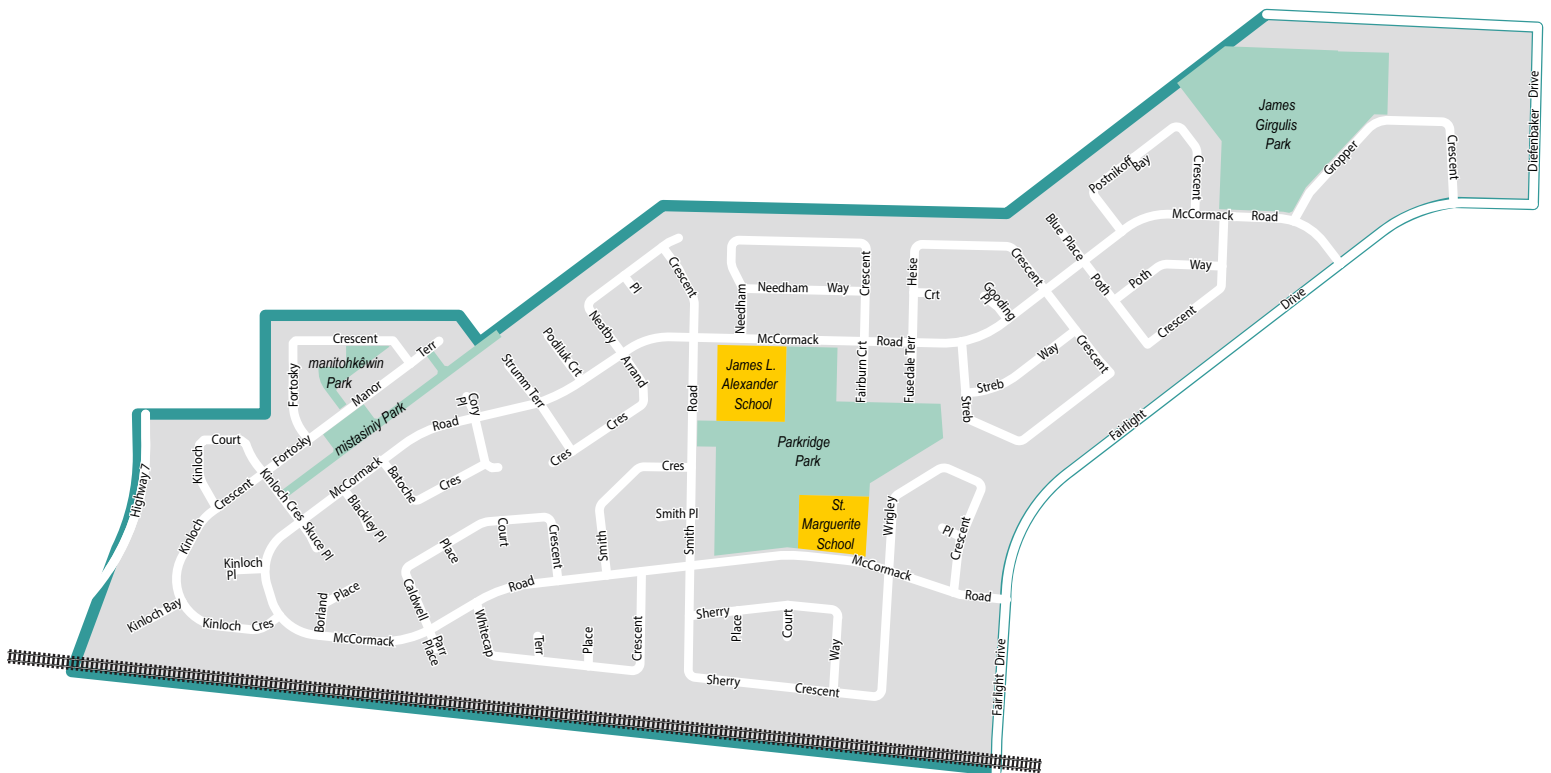 James
Girgulis
Park
Diefenbaker Drive
Gropper
Crescent
Postnikoff
Bay
Crescent
McCormack Road
Blue Place
Poth
Poth
Way
Crescent
Drive
Fairlight
Crescent
Heise
Crt
Gooding
Pl
Crescent
Needham Way
Needham
Crescent
Pl
Neatby
Arrand
McCormack
Road
Way
Crescent
Streb
Streb
Fairburn Crt
Fusedale Terr
James L.
Alexander
School
Parkridge
Park
St.
Marguerite
School
Crescent
Terr
manitohkêwin
Park
Fortosky
Manor
mistasiniy Park
Fortosky
Podiluk Crt
Strumm Terr
Cory
Pl
Road
McCormack
Cres
Cres
Road
Batoche
Cres
Blackley Pl
Court
Kinloch
Crescent
Kinloch
Kinloch Cres
Skuce Pl
Highway 7
Kinloch
Pl
Kinloch Bay
Kinloch Cres
Borland
Place
McCormack
Parr
Place
Caldwell
Place
Court
Crescent
Road
Whitecap
Terr
Place
Crescent
Smith
Cres
Smith Pl
Smith
Wrigley
Pl
Crescent
McCormack
Road
Sherry
Place
Court
Way
Sherry
Crescent
Fairlight Drive